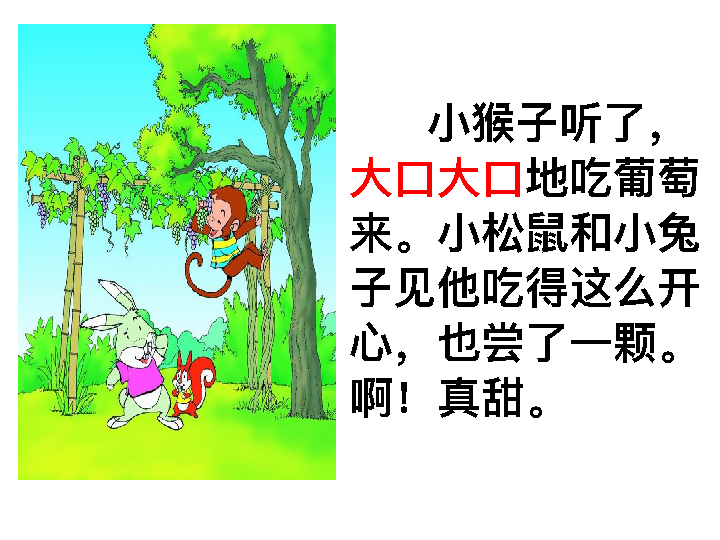 小猴子听了，
大口大口地吃葡萄
来。小松鼠和小兔
子见他吃得这么开
心，也尝了一颗。
啊！真甜。